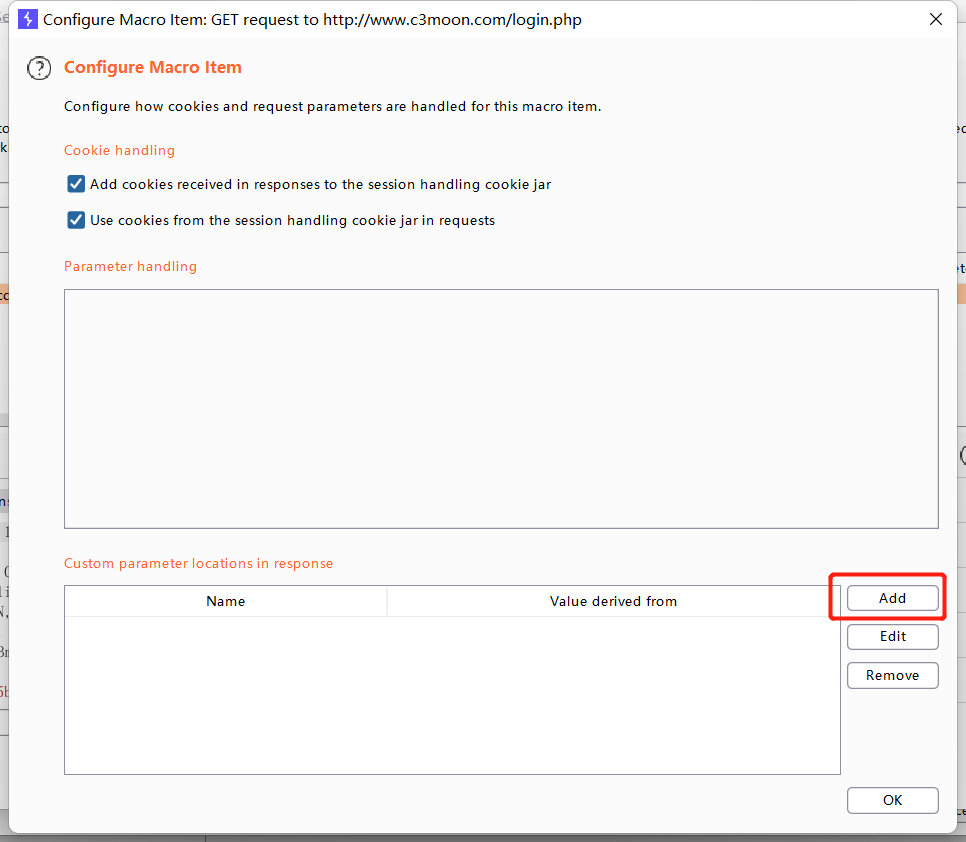 Configure Macro Item: GET request to http://www.c3moon.com/login.php
Configure Macro Item
Configure how cookies and request parameters are handled for this macro item.
Cookie handling
Add cookies received in responses to the session handling cookie jar
Use cookies from the session handling cookie jar in requests
Parameter handling
Custom parameter locations in response
Name Value derived from
Add
Edit
Remove
OK